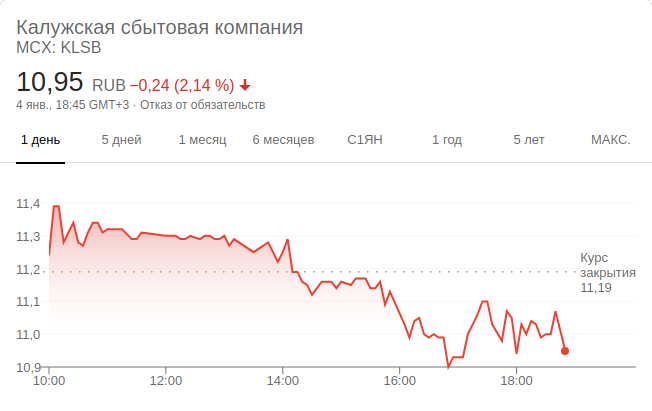 Калужская сбытовая компания
MCX: KLSB
10,95 RUB −0,24 (2,14 %)
4 янв., 18:45 GMT+3 · Отказ от обязательств
1 день 5 дней 1 месяц 6 месяцев С1ЯН 1 год 5 лет МАКС.
11,4
11,3
11,2
11,1
11,0
10,9
Курс
закрытия
11,19
10:00 12:00 14:00 16:00 18:00